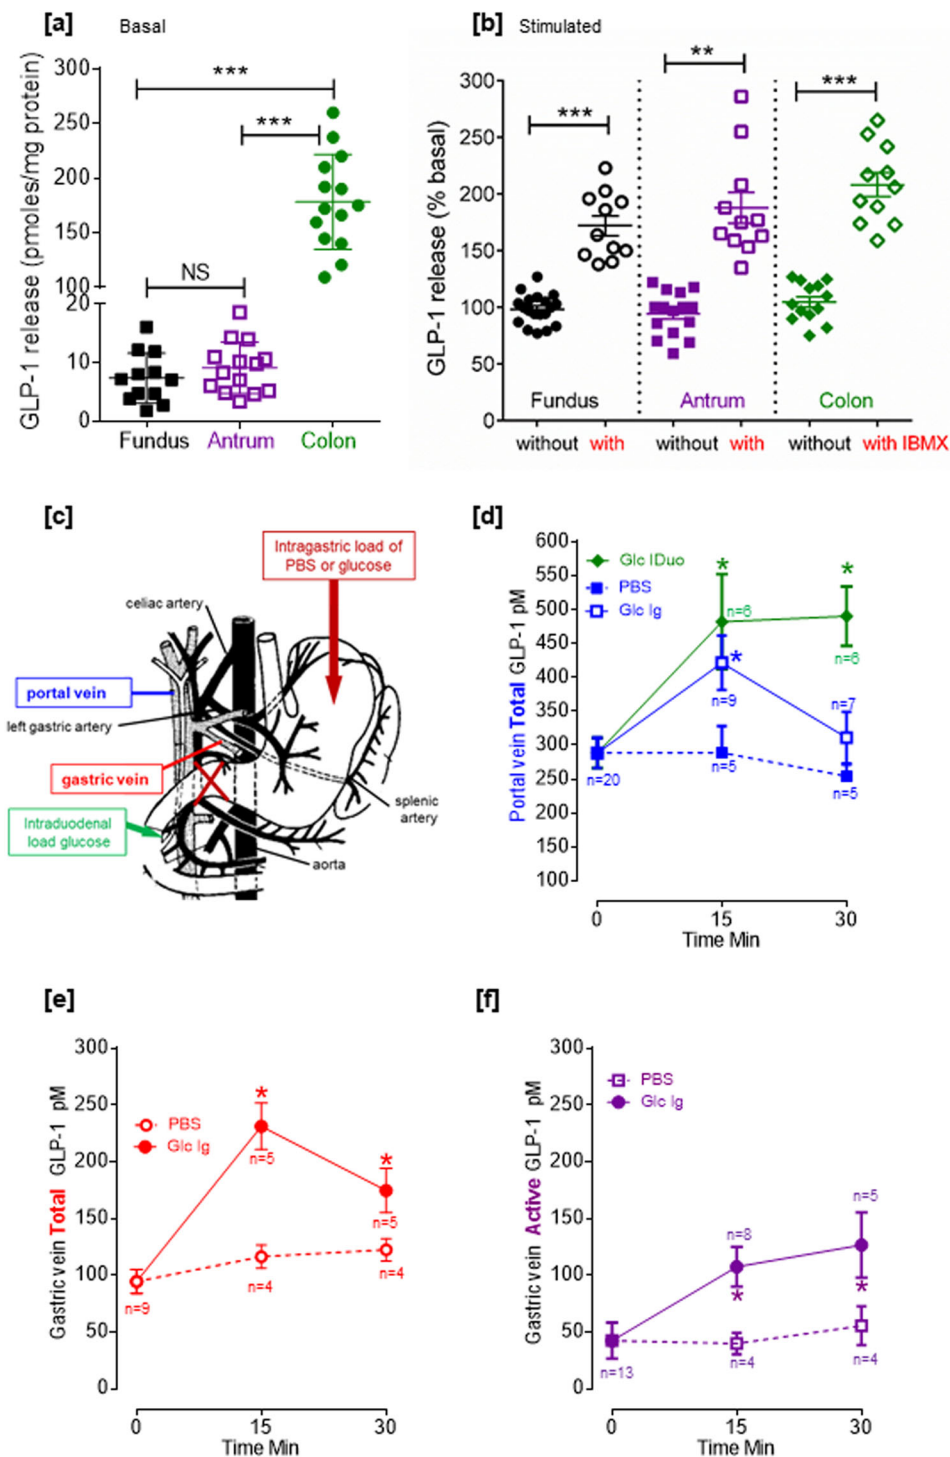 [a] Basal
GLP-1 release (pmoles/mg protein)
300
250
200
150
100
20
10
0
***
***
NS
Fundus Antrum Colon
[b] Stimulated
GLP-1 release (% basal)
300
250
200
150
100
50
0
***
**
***
Fundus Antrum Colon
without with without with without with IBMX
[c]
Intragastric load of
PBS or glucose
celiac artery
portal vein
left gastric artery
gastric vein
Intraduodenal
load glucose
splenic
artery
aorta
[d]
Portal vein Total GLP-1 pM
600
550
500
450
400
350
300
250
200
150
100
Glc IDuo
PBS
Glc Ig
*
*
*
n=6
n=6
n=9
n=7
n=20
n=5
n=5
0 15 30
Time Min
[e]
Gastric vein Total GLP-1 pM
300
250
200
150
100
50
0
PBS
Glc Ig
*
*
n=5
n=5
n=9
n=4
n=4
0 15 30
Time Min
[f]
Gastric vein Active GLP-1 pM
300
250
200
150
100
50
0
PBS
Glc Ig
n=8
n=5
*
*
n=13
n=4
n=4
0 15 30
Time Min